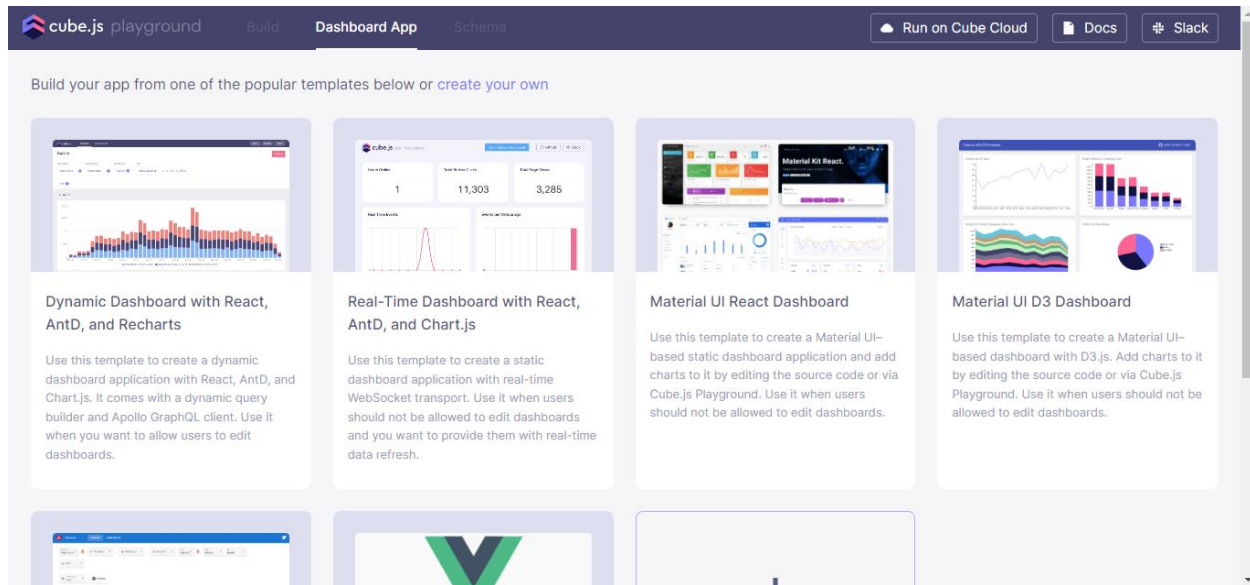 cube.js playground Build Dashboard App Schema Run on Cube Cloud Docs Slack
Build your app from one of the popular templates below or create your own
cube.js
1 11,303 3,285
Material Kit React.
Dynamic Dashboard with React,
AntD, and Recharts
Use this template to create a dynamic
dashboard application with React, AntD, and
Chart.js. It comes with a dynamic query
builder and Apollo GraphQL client. Use it
when you want to allow users to edit
dashboards.
Real-Time Dashboard with React,
AntD, and Chart.js
Use this template to create a static
dashboard application with real-time
WebSocket transport. Use it when users
should not be allowed to edit dashboards
and you want to provide them with real-time
data refresh.
Material UI React Dashboard
Use this template to create a Material UI–
based static dashboard application and add
charts to it by editing the source code or via
Cube.js Playground. Use it when users
should not be allowed to edit dashboards.
Material UI D3 Dashboard
Use this template to create a Material UI–
based dashboard with D3.js. Add charts to it
by editing the source code or via Cube.js
Playground. Use it when users should not be
allowed to edit dashboards.